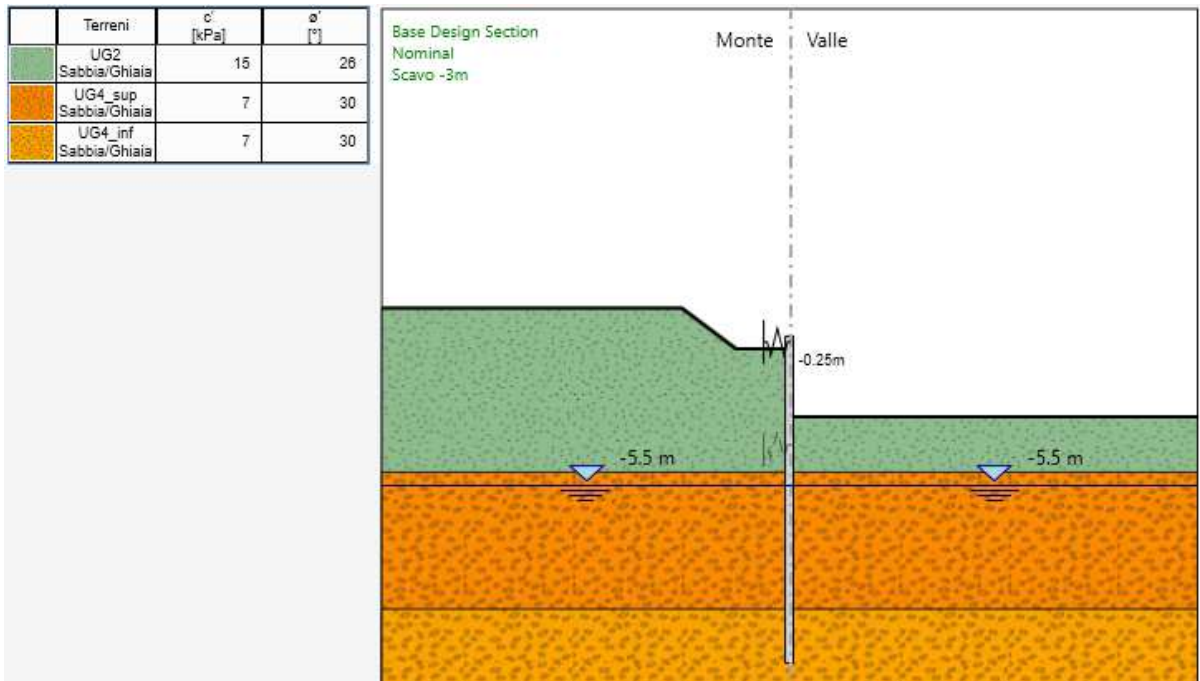 Terreni
c'
[kPa]
ø'
[°]
UG2
Sabbia/Ghiaia
15
26
UG4_sup
Sabbia/Ghiaia
7
30
UG4_inf
Sabbia/Ghiaia
7
30
Base Design Section
Nominal
Scavo -3m
Monte
Valle
-0.25m
-5.5 m
-5.5 m